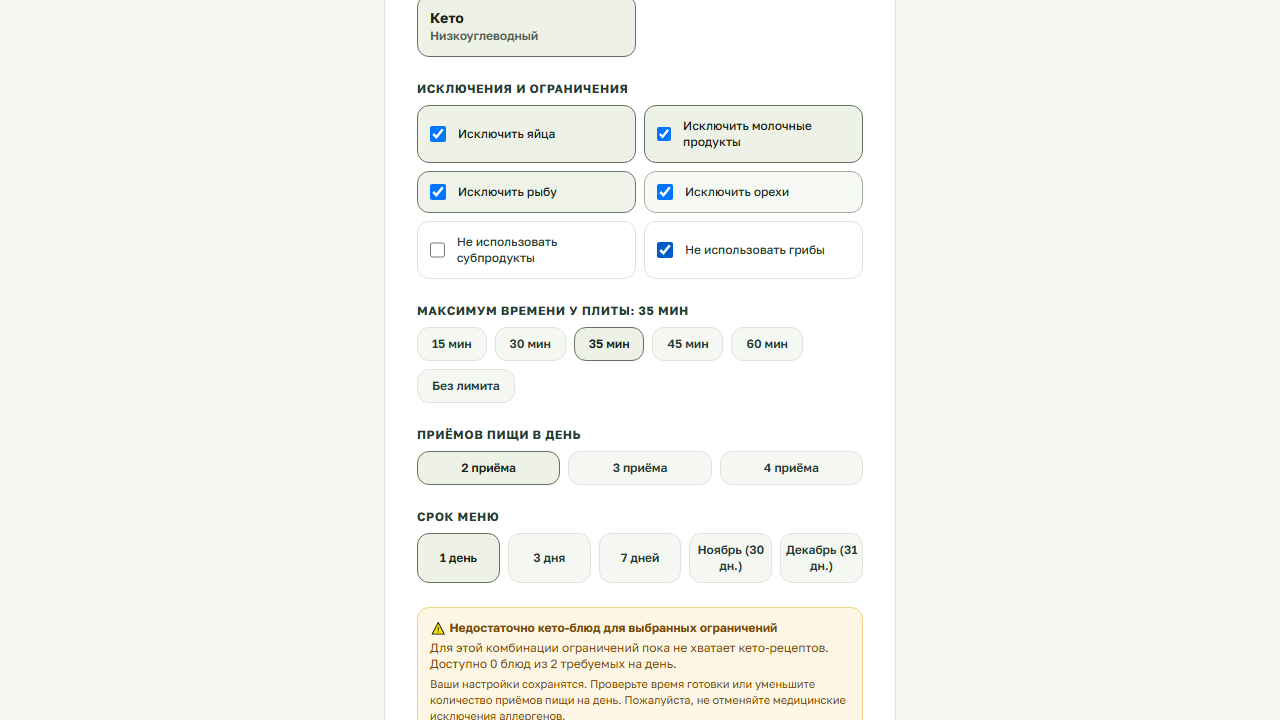 Кето
Низкоуглеводный
ИСКЛЮЧЕНИЯ И ОГРАНИЧЕНИЯ
Исключить яйца
Исключить молочные
продукты
Исключить рыбу
Исключить орехи
Не использовать
субпродукты
Не использовать грибы
МАКСИМУМ ВРЕМЕНИ У ПЛИТЫ: 35 МИН
15 мин
30 мин
35 мин
45 мин
60 мин
Без лимита
ПРИЁМОВ ПИЩИ В ДЕНЬ
2 приёма
3 приёма
4 приёма
СРОК МЕНЮ
1 день
3 дня
7 дней
Ноябрь (30
дн.)
Декабрь (31
дн.)
Недостаточно кето-блюд для выбранных ограничений
Для этой комбинации ограничений пока не хватает кето-рецептов.
Доступно 0 блюд из 2 требуемых на день.
Ваши настройки сохранятся. Проверьте время готовки или уменьшите
количество приёмов пищи на день. Пожалуйста, не отменяйте медицинские
исключения аллергенов.